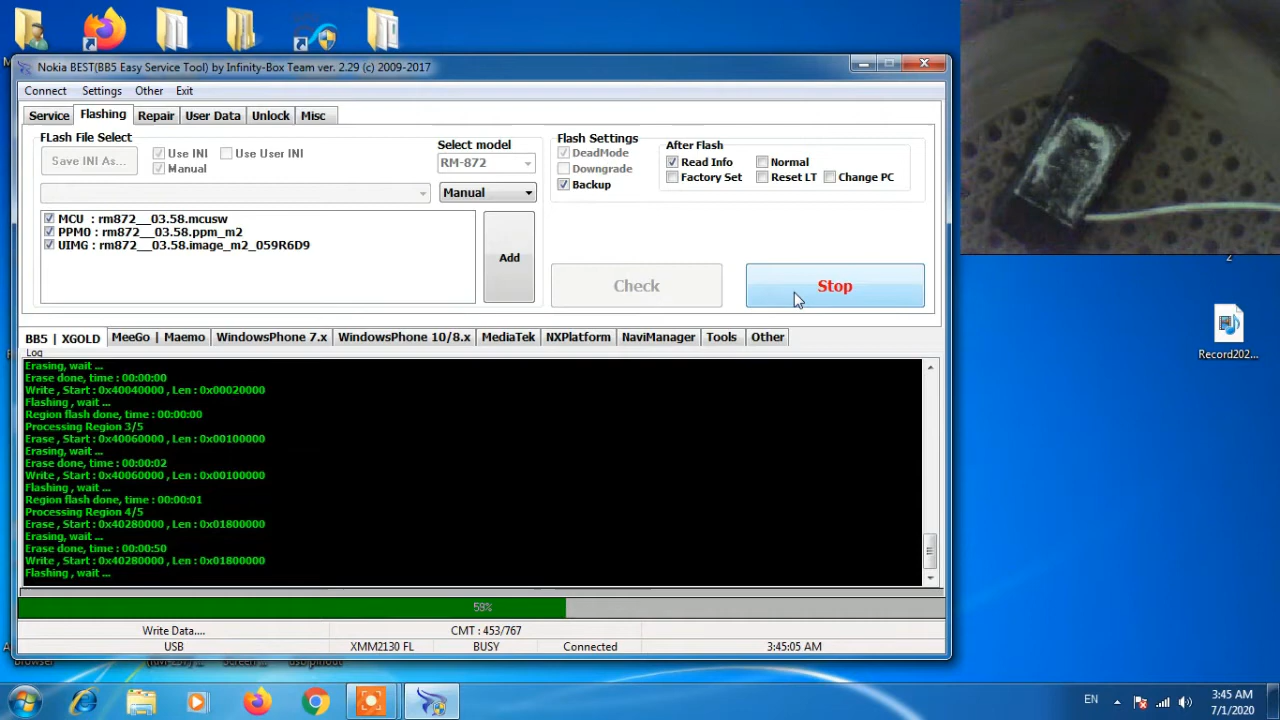 Nokia BEST(BB5 Easy Service Tool) by Infinity-Box Team ver. 2.29 (c) 2009-2017
Connect Settings Other Exit
Service Flashing Repair User Data Unlock Misc
FLash File Select
Save INI As... Use INI Use User INI
Manual
Select model
RM-872
Manual
Flash Settings
DeadMode
Downgrade
Backup
After Flash
Read Info Normal
Factory Set Reset LT Change PC
MCU : rm872__03.58.mcusw
PPM0 : rm872__03.58.ppm_m2
UIMG : rm872__03.58.image_m2_059R6D9
Add
Check
Stop
BB5 | XGOLD MeeGo | Maemo WindowsPhone 7.x WindowsPhone 10/8.x MediaTek NXPlatform NaviManager Tools Other
Log
Erasing, wait ...
Erase done, time : 00:00:00
Write , Start : 0x40040000 , Len : 0x00020000
Flashing , wait ...
Region flash done, time : 00:00:00
Processing Region 3/5
Erase , Start : 0x40060000 , Len : 0x00100000
Erasing, wait ...
Erase done, time : 00:00:02
Write , Start : 0x40060000 , Len : 0x00100000
Flashing , wait ...
Region flash done, time : 00:00:01
Processing Region 4/5
Erase , Start : 0x40280000 , Len : 0x01800000
Erasing, wait ...
Erase done, time : 00:00:50
Write , Start : 0x40280000 , Len : 0x01800000
Flashing , wait ...
59%
Write Data.... CMT : 453/767
USB XMM2130 FL BUSY Connected 3:45:05 AM
2
Record202...
EN
3:45 AM
7/1/2020